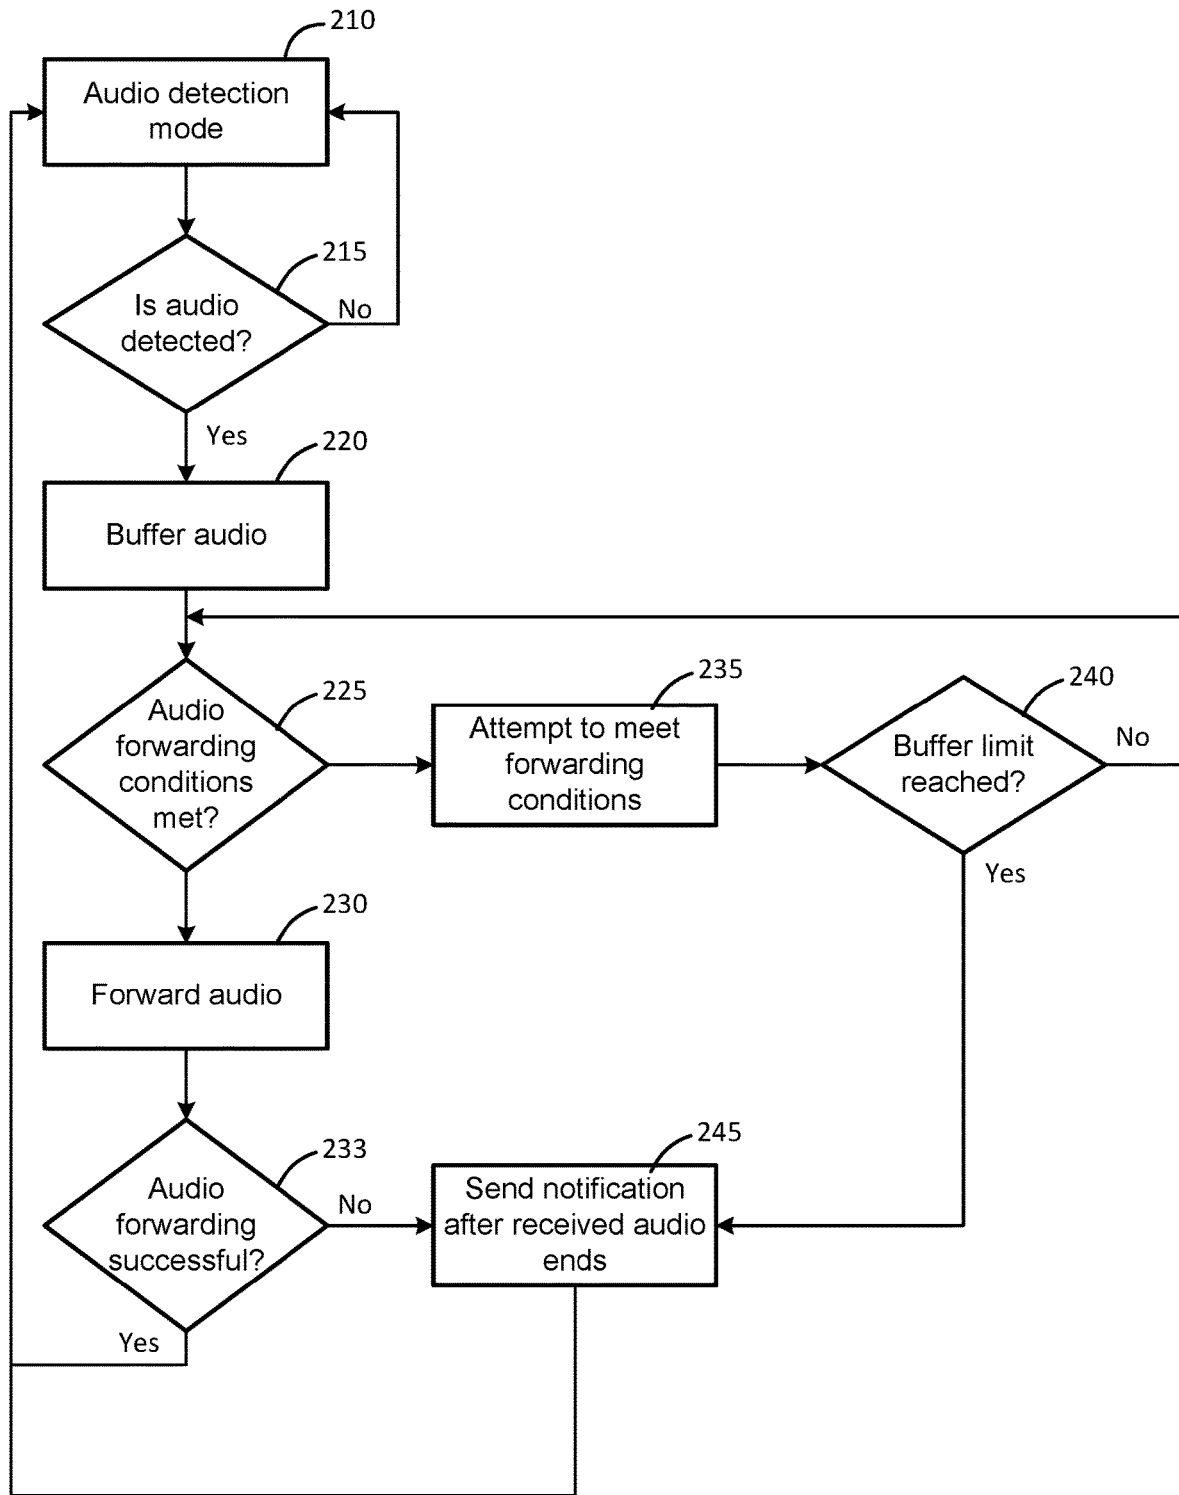 210
Audio detection
mode
215
Is audio
detected?
No
Yes
220
Buffer audio
225
Audio
forwarding
conditions
met?
235
Attempt to meet
forwarding
conditions
240
Buffer limit
reached?
No
Yes
230
Forward audio
233
Audio
forwarding
successful?
No
Yes
245
Send notification
after received audio
ends